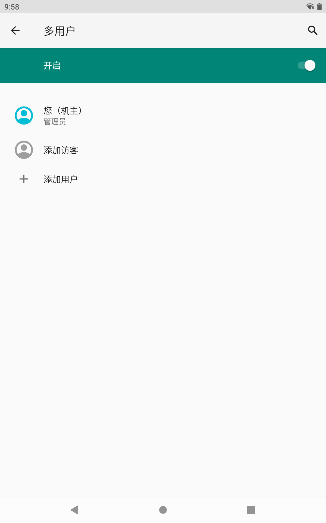 9:58
多用户
开启
您（机主）
管理员
添加访客
添加用户